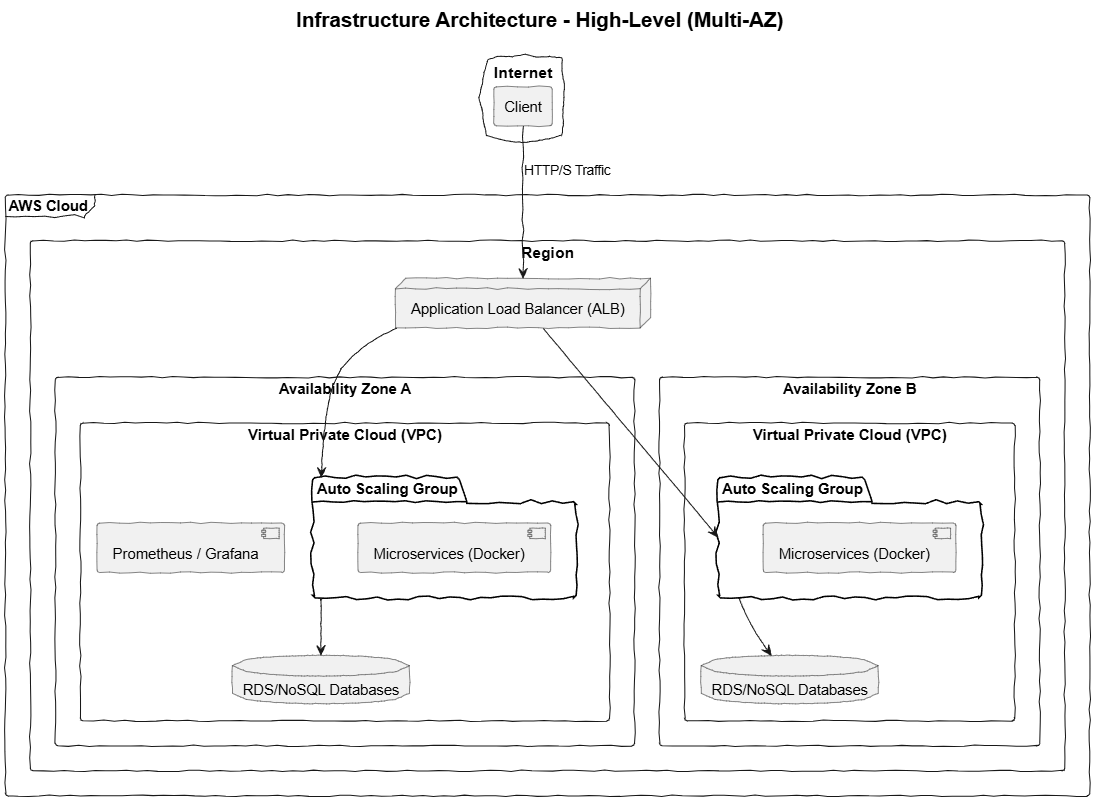 Infrastructure Architecture - High-Level (Multi-AZ)
Internet
Client
HTTP/S Traffic
AWS Cloud
Region
Application Load Balancer (ALB)
Availability Zone A
Virtual Private Cloud (VPC)
Auto Scaling Group
Prometheus / Grafana
Microservices (Docker)
RDS/NoSQL Databases
Availability Zone B
Virtual Private Cloud (VPC)
Auto Scaling Group
Microservices (Docker)
RDS/NoSQL Databases